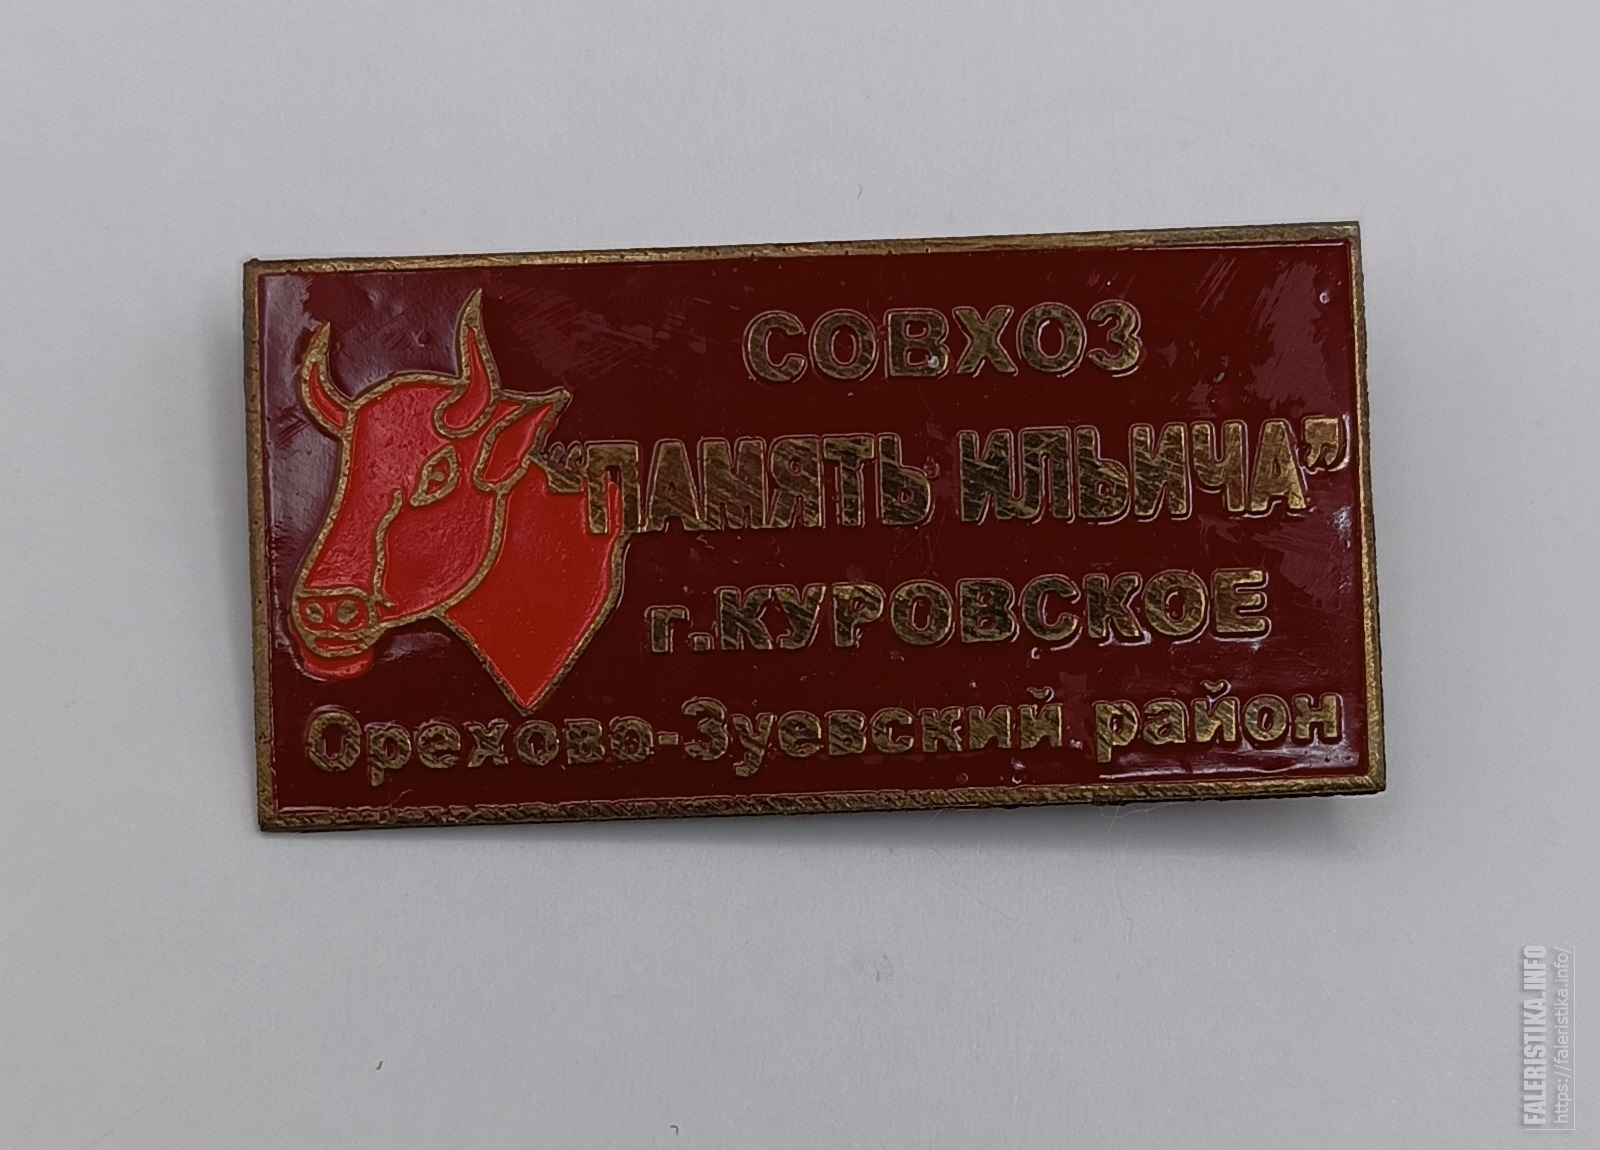 СОВХОЗ
“ПАМЯТЬ ИЛЬИЧА”
г.КУРОВСКОЕ
Орехово-Зуевский район
FALERISTIKA.INFO
https://faleristika.info/